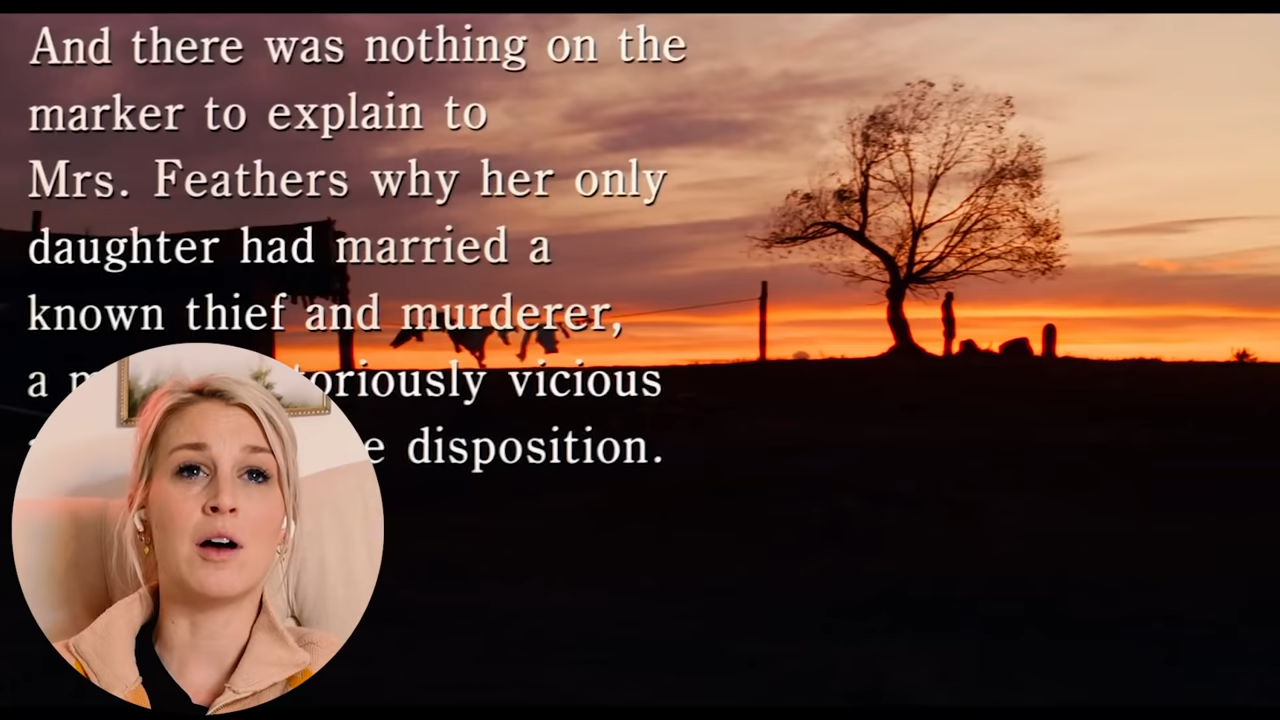 And there was nothing on the
marker to explain to
Mrs. Feathers why her only
daughter had married a
known thief and murderer,
a
vicious
disposition.